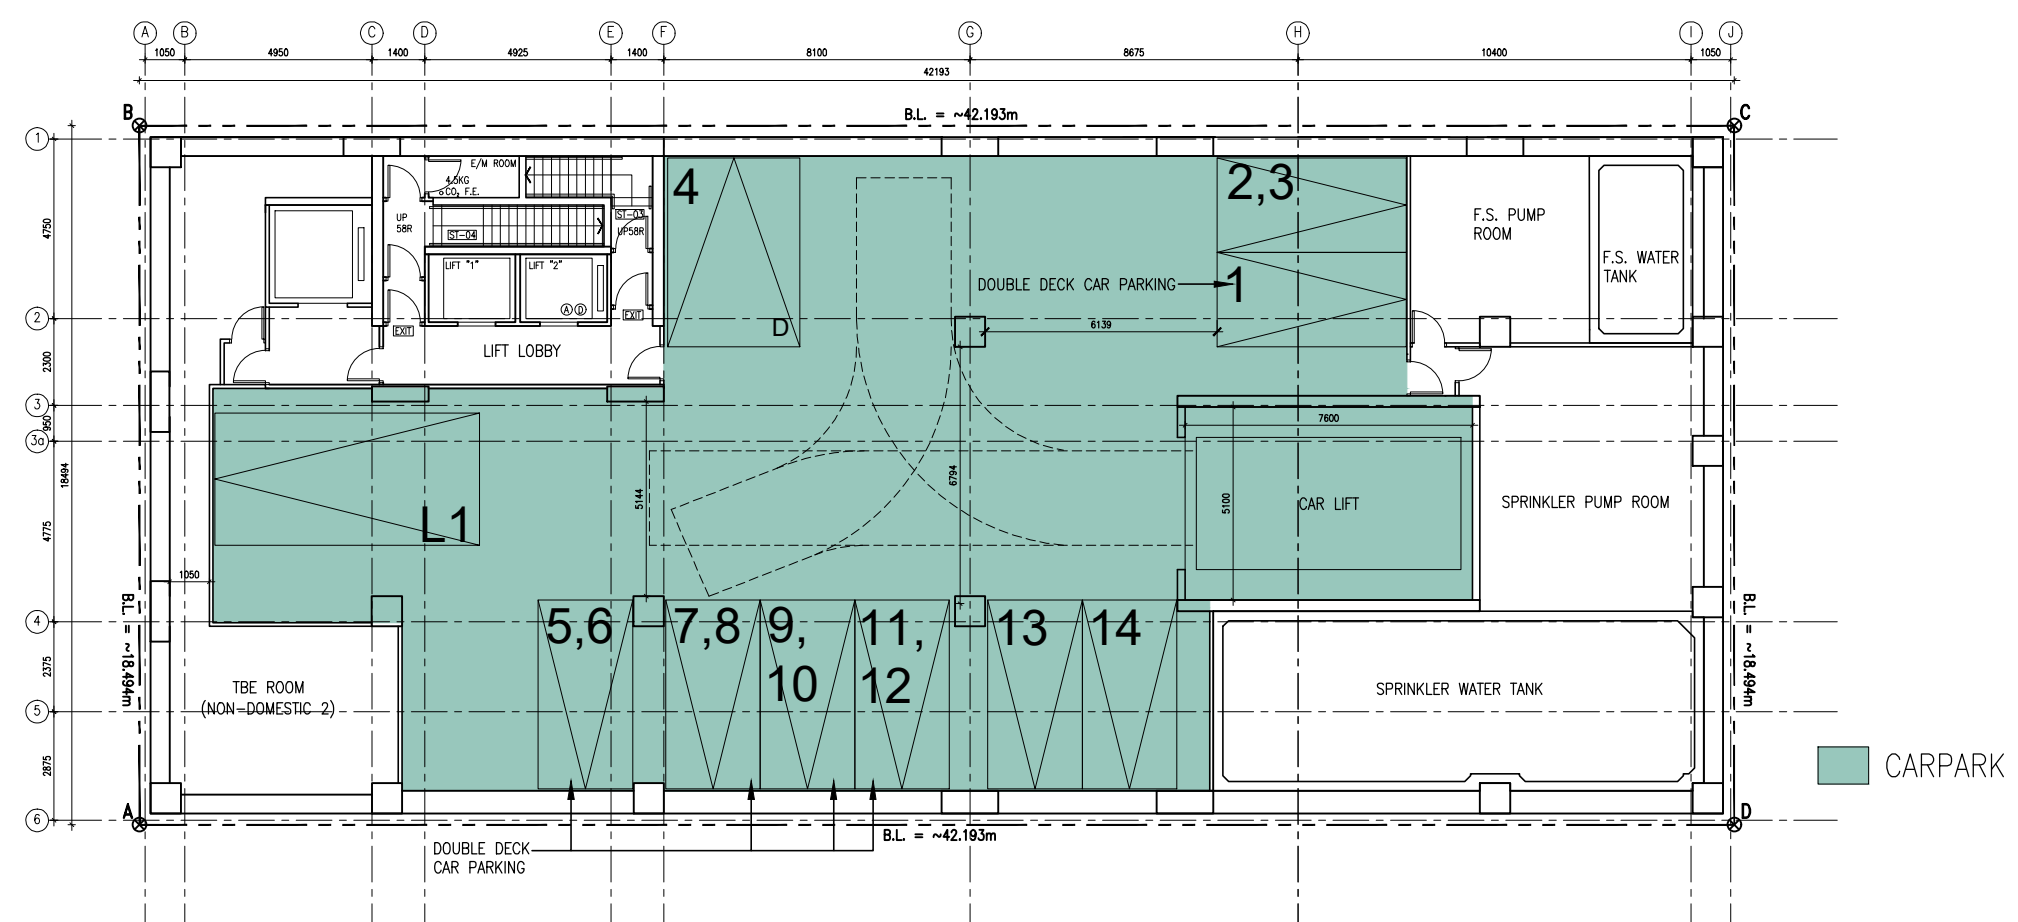 A B C D E F G H I J
1050 4950 1400 4925 1400 8100 8675 10400 1050
42193
B B.L. = ~42.193m C
1
E/M ROOM
4.5KG
CO₂ F.E.
4 2,3
UP
58R
ST-03
UP58R
ST-04
F.S. PUMP
ROOM
4750
LIFT "1" LIFT "2"
F.S. WATER
TANK
DOUBLE DECK CAR PARKING 1
A D
EXIT EXIT
2
D 6139
LIFT LOBBY
2300
3
950
7600
3a
18494
5144 6794 5100
L1
CAR LIFT
SPRINKLER PUMP ROOM
4775
1050
B.L. = ~18.494m
B.L. = ~18.494m
4
5,6 7,8 9,
10
11,
12
13 14
2375
TBE ROOM
(NON-DOMESTIC 2)
SPRINKLER WATER TANK
5
2875
CARPARK
A D
6
B.L. = ~42.193m
DOUBLE DECK
CAR PARKING